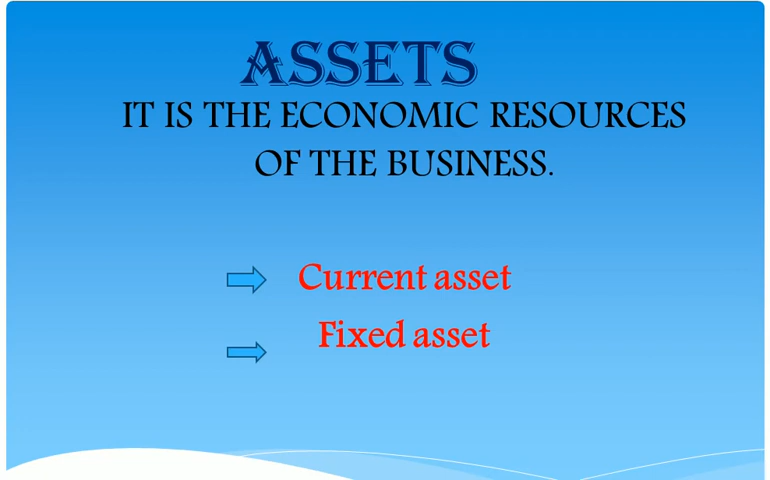 ASSETS
IT IS THE ECONOMIC RESOURCES
OF THE BUSINESS.
Current asset
Fixed asset